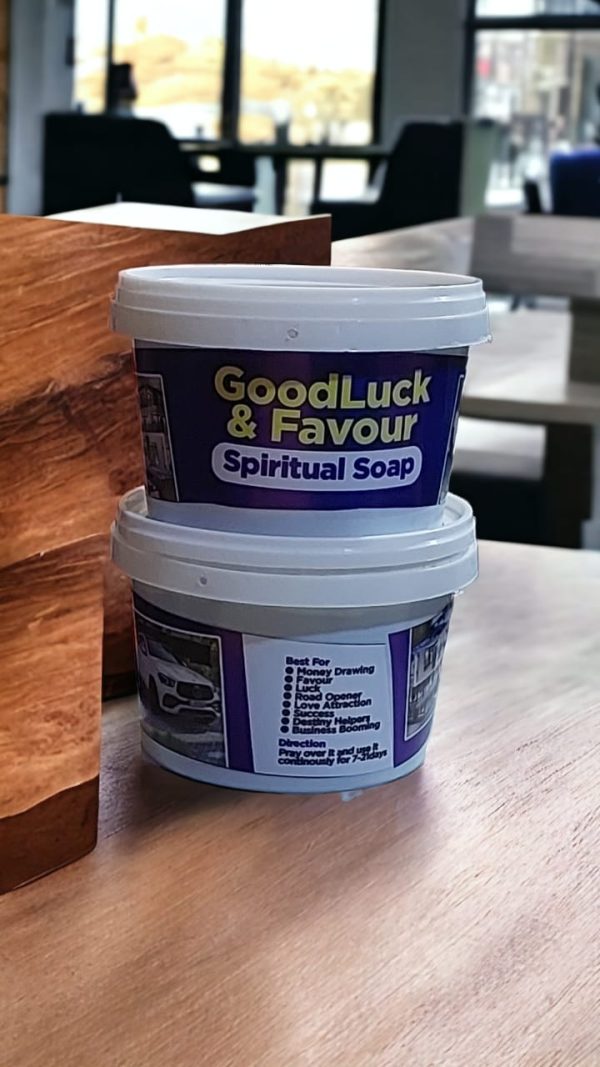 GoodLuck
& Favour
Spiritual Soap
Best For
● Money Drawing
● Favour
● Luck
● Road Opener
● Love Attraction
● Success
● Destiny Helpers
● Business Booming
Direction
Pray over it and use it
continously for 7-21days